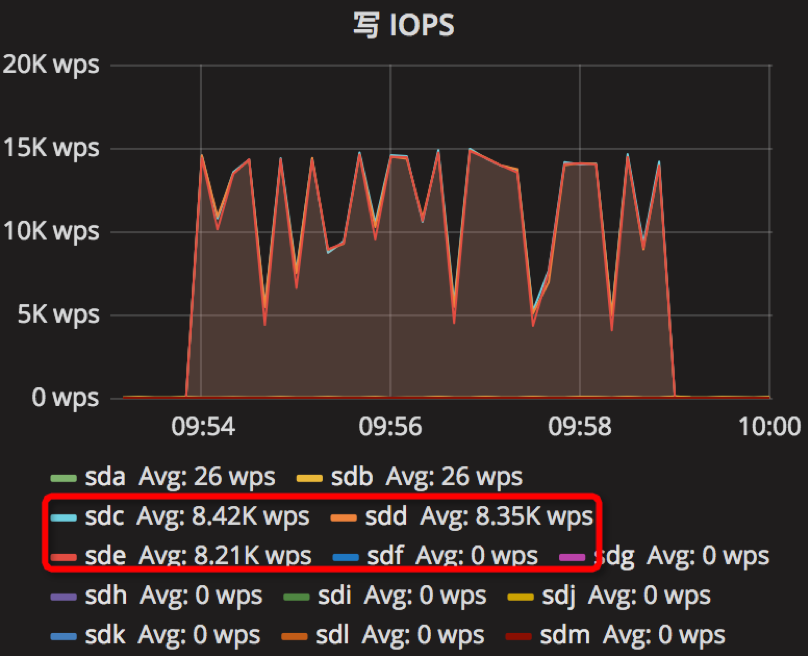 写 IOPS
20K wps
15K wps
10K wps
5K wps
0 wps
09:54 09:56 09:58 10:00
sda Avg: 26 wps sdb Avg: 26 wps
sdc Avg: 8.42K wps sdd Avg: 8.35K wps
sde Avg: 8.21K wps sdf Avg: 0 wps sdg Avg: 0 wps
sdh Avg: 0 wps sdi Avg: 0 wps sdj Avg: 0 wps
sdk Avg: 0 wps sdl Avg: 0 wps sdm Avg: 0 wps